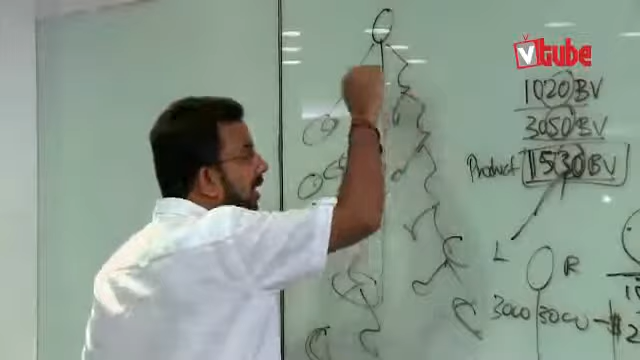 vtube
1020 BV
3050 BV
Product 1530 BV
L R
3000 3000